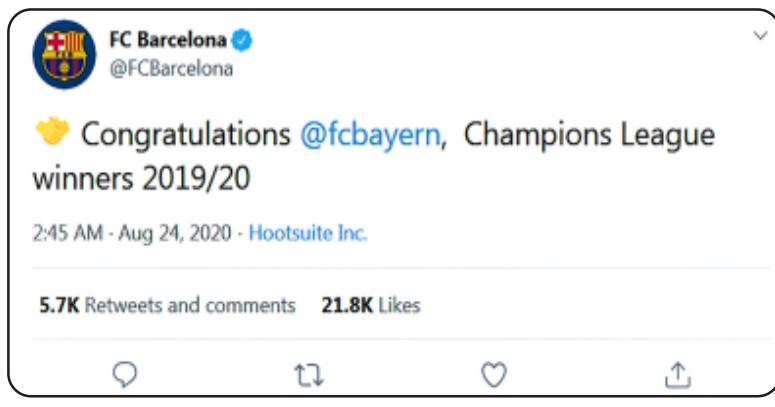 FC Barcelona
@FCBarcelona
🤝 Congratulations @fcbayern, Champions League
winners 2019/20
2:45 AM · Aug 24, 2020 · Hootsuite Inc.
5.7K Retweets and comments 21.8K Likes